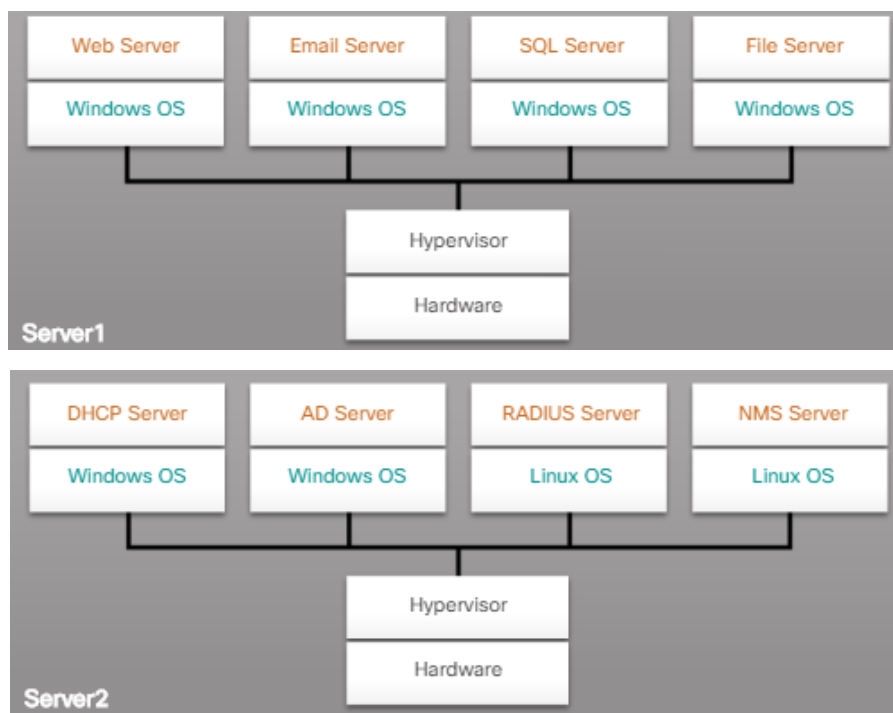 Web Server Email Server SQL Server File Server
Windows OS Windows OS Windows OS Windows OS
Hypervisor
Hardware
Server1
DHCP Server AD Server RADIUS Server NMS Server
Windows OS Windows OS Linux OS Linux OS
Hypervisor
Hardware
Server2